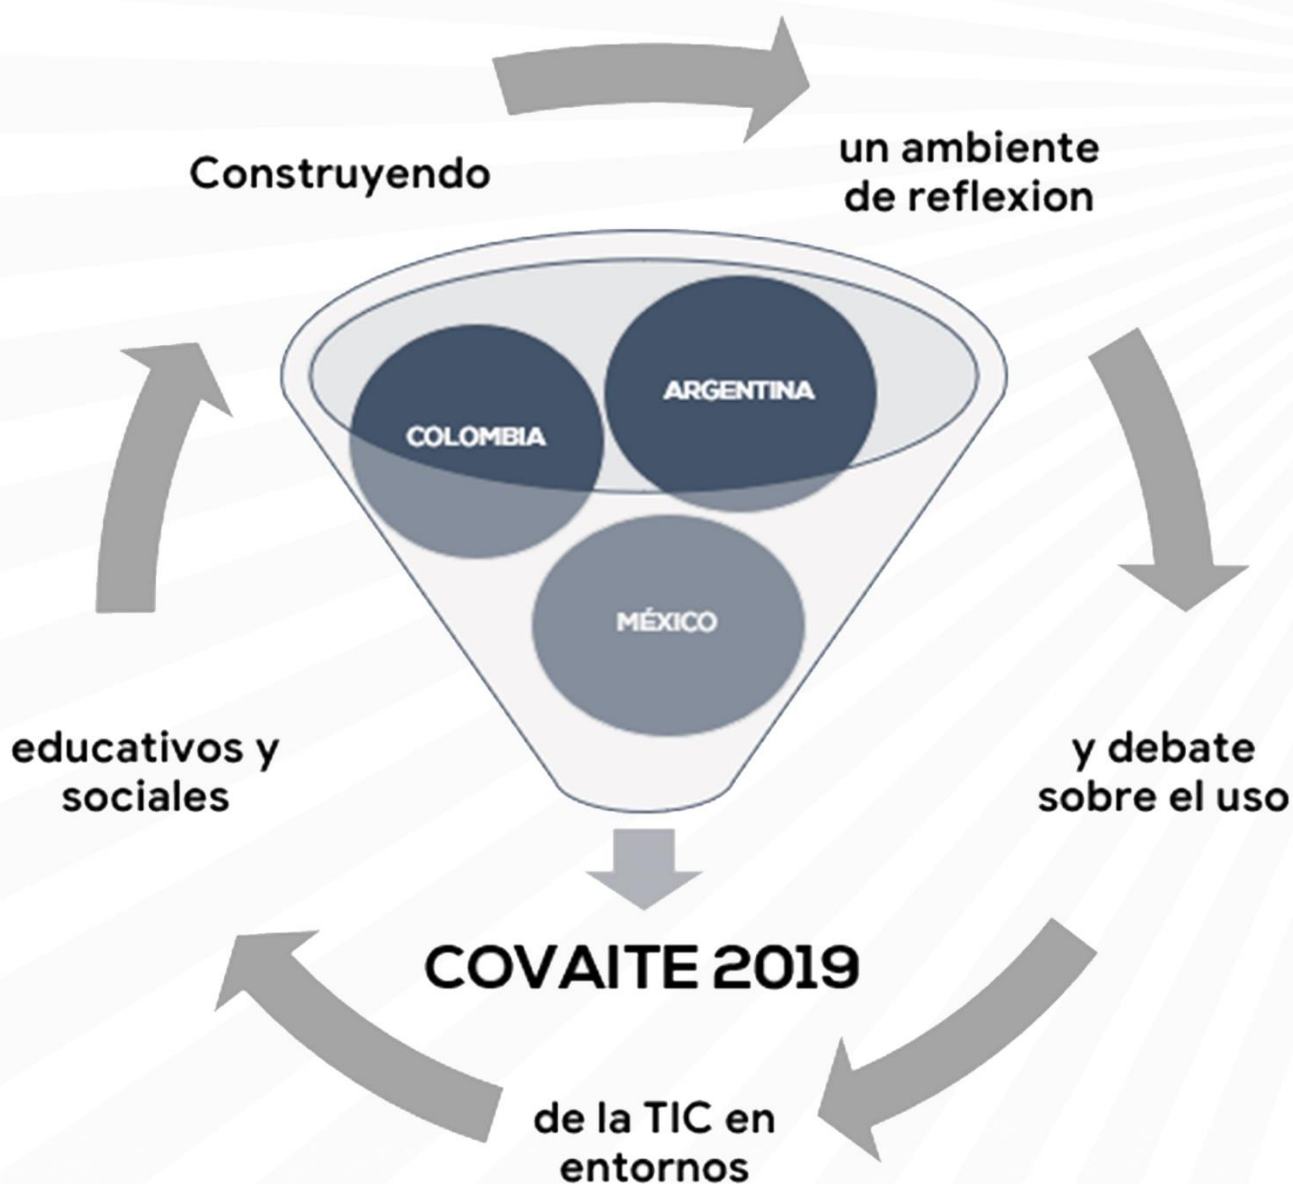 Construyendo
un ambiente
de reflexion
y debate
sobre el uso
de la TIC en
entornos
educativos y
sociales
ARGENTINA
COLOMBIA
MÉXICO
COVAITE 2019